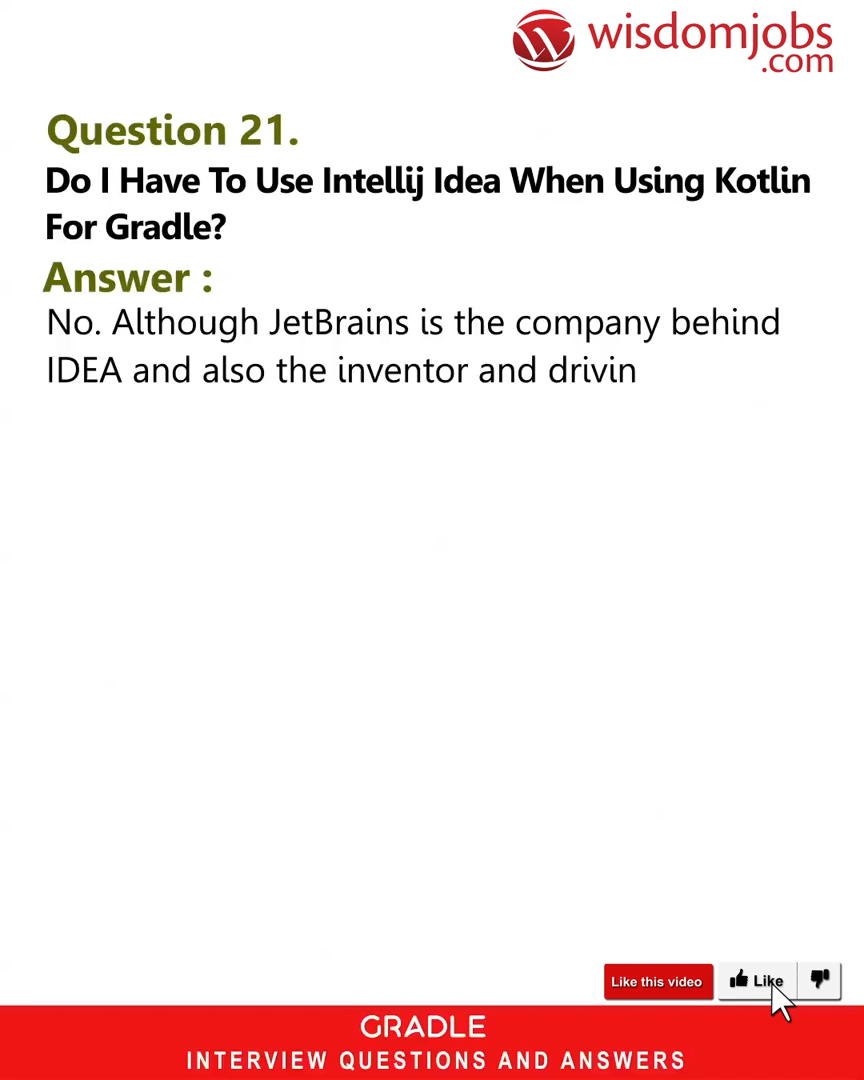 wisdomjobs
.com
Question 21.
Do I Have To Use Intellij Idea When Using Kotlin
For Gradle?
Answer :
No. Although JetBrains is the company behind
IDEA and also the inventor and drivin
Like this video
Like
GRADLE
INTERVIEW QUESTIONS AND ANSWERS